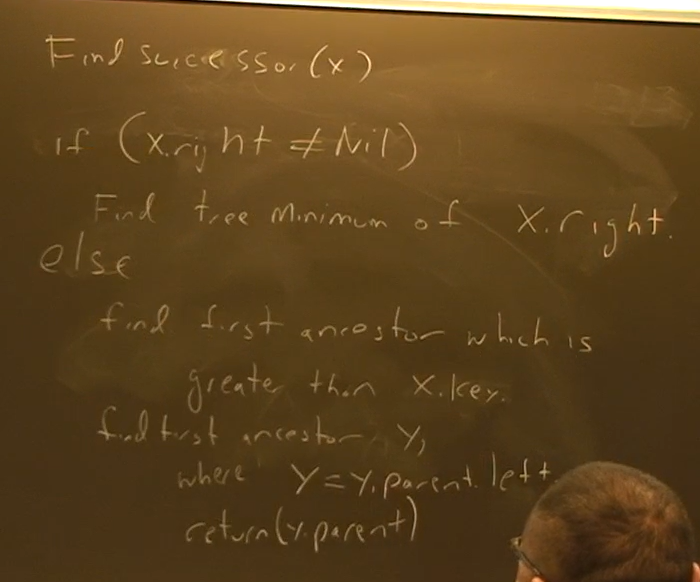 Find successor(x)
if (x.right ≠ Nil)
Find tree Minimum of X.right.
else
find first ancestor which is
greater than X.key.
find first ancestor Y,
where Y=Y.parent.left
return(y.parent)